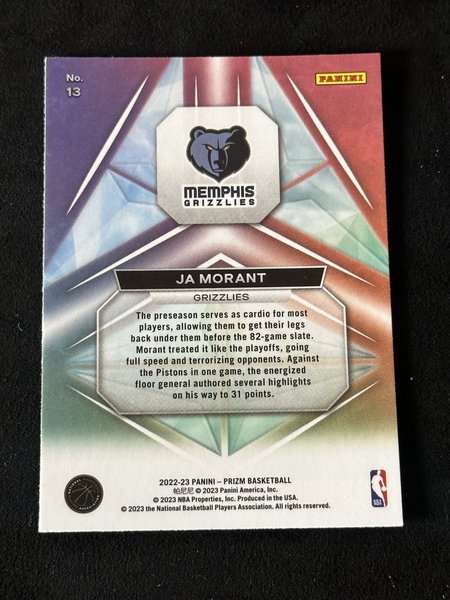 No.
13
PANINI
MEMPHIS
GRIZZLIES
JA MORANT
GRIZZLIES
The preseason serves as cardio for most
players, allowing them to get their legs
back under them before the 82-game slate.
Morant treated it like the playoffs, going
full speed and terrorizing opponents. Against
the Pistons in one game, the energized
floor general authored several highlights
on his way to 31 points.
2022-23 PANINI – PRIZM BASKETBALL
帕尼尼 © 2023 Panini America, Inc.
© 2023 NBA Properties, Inc. Produced in the USA.
© 2023 the National Basketball Players Association. All rights reserved.
NBA